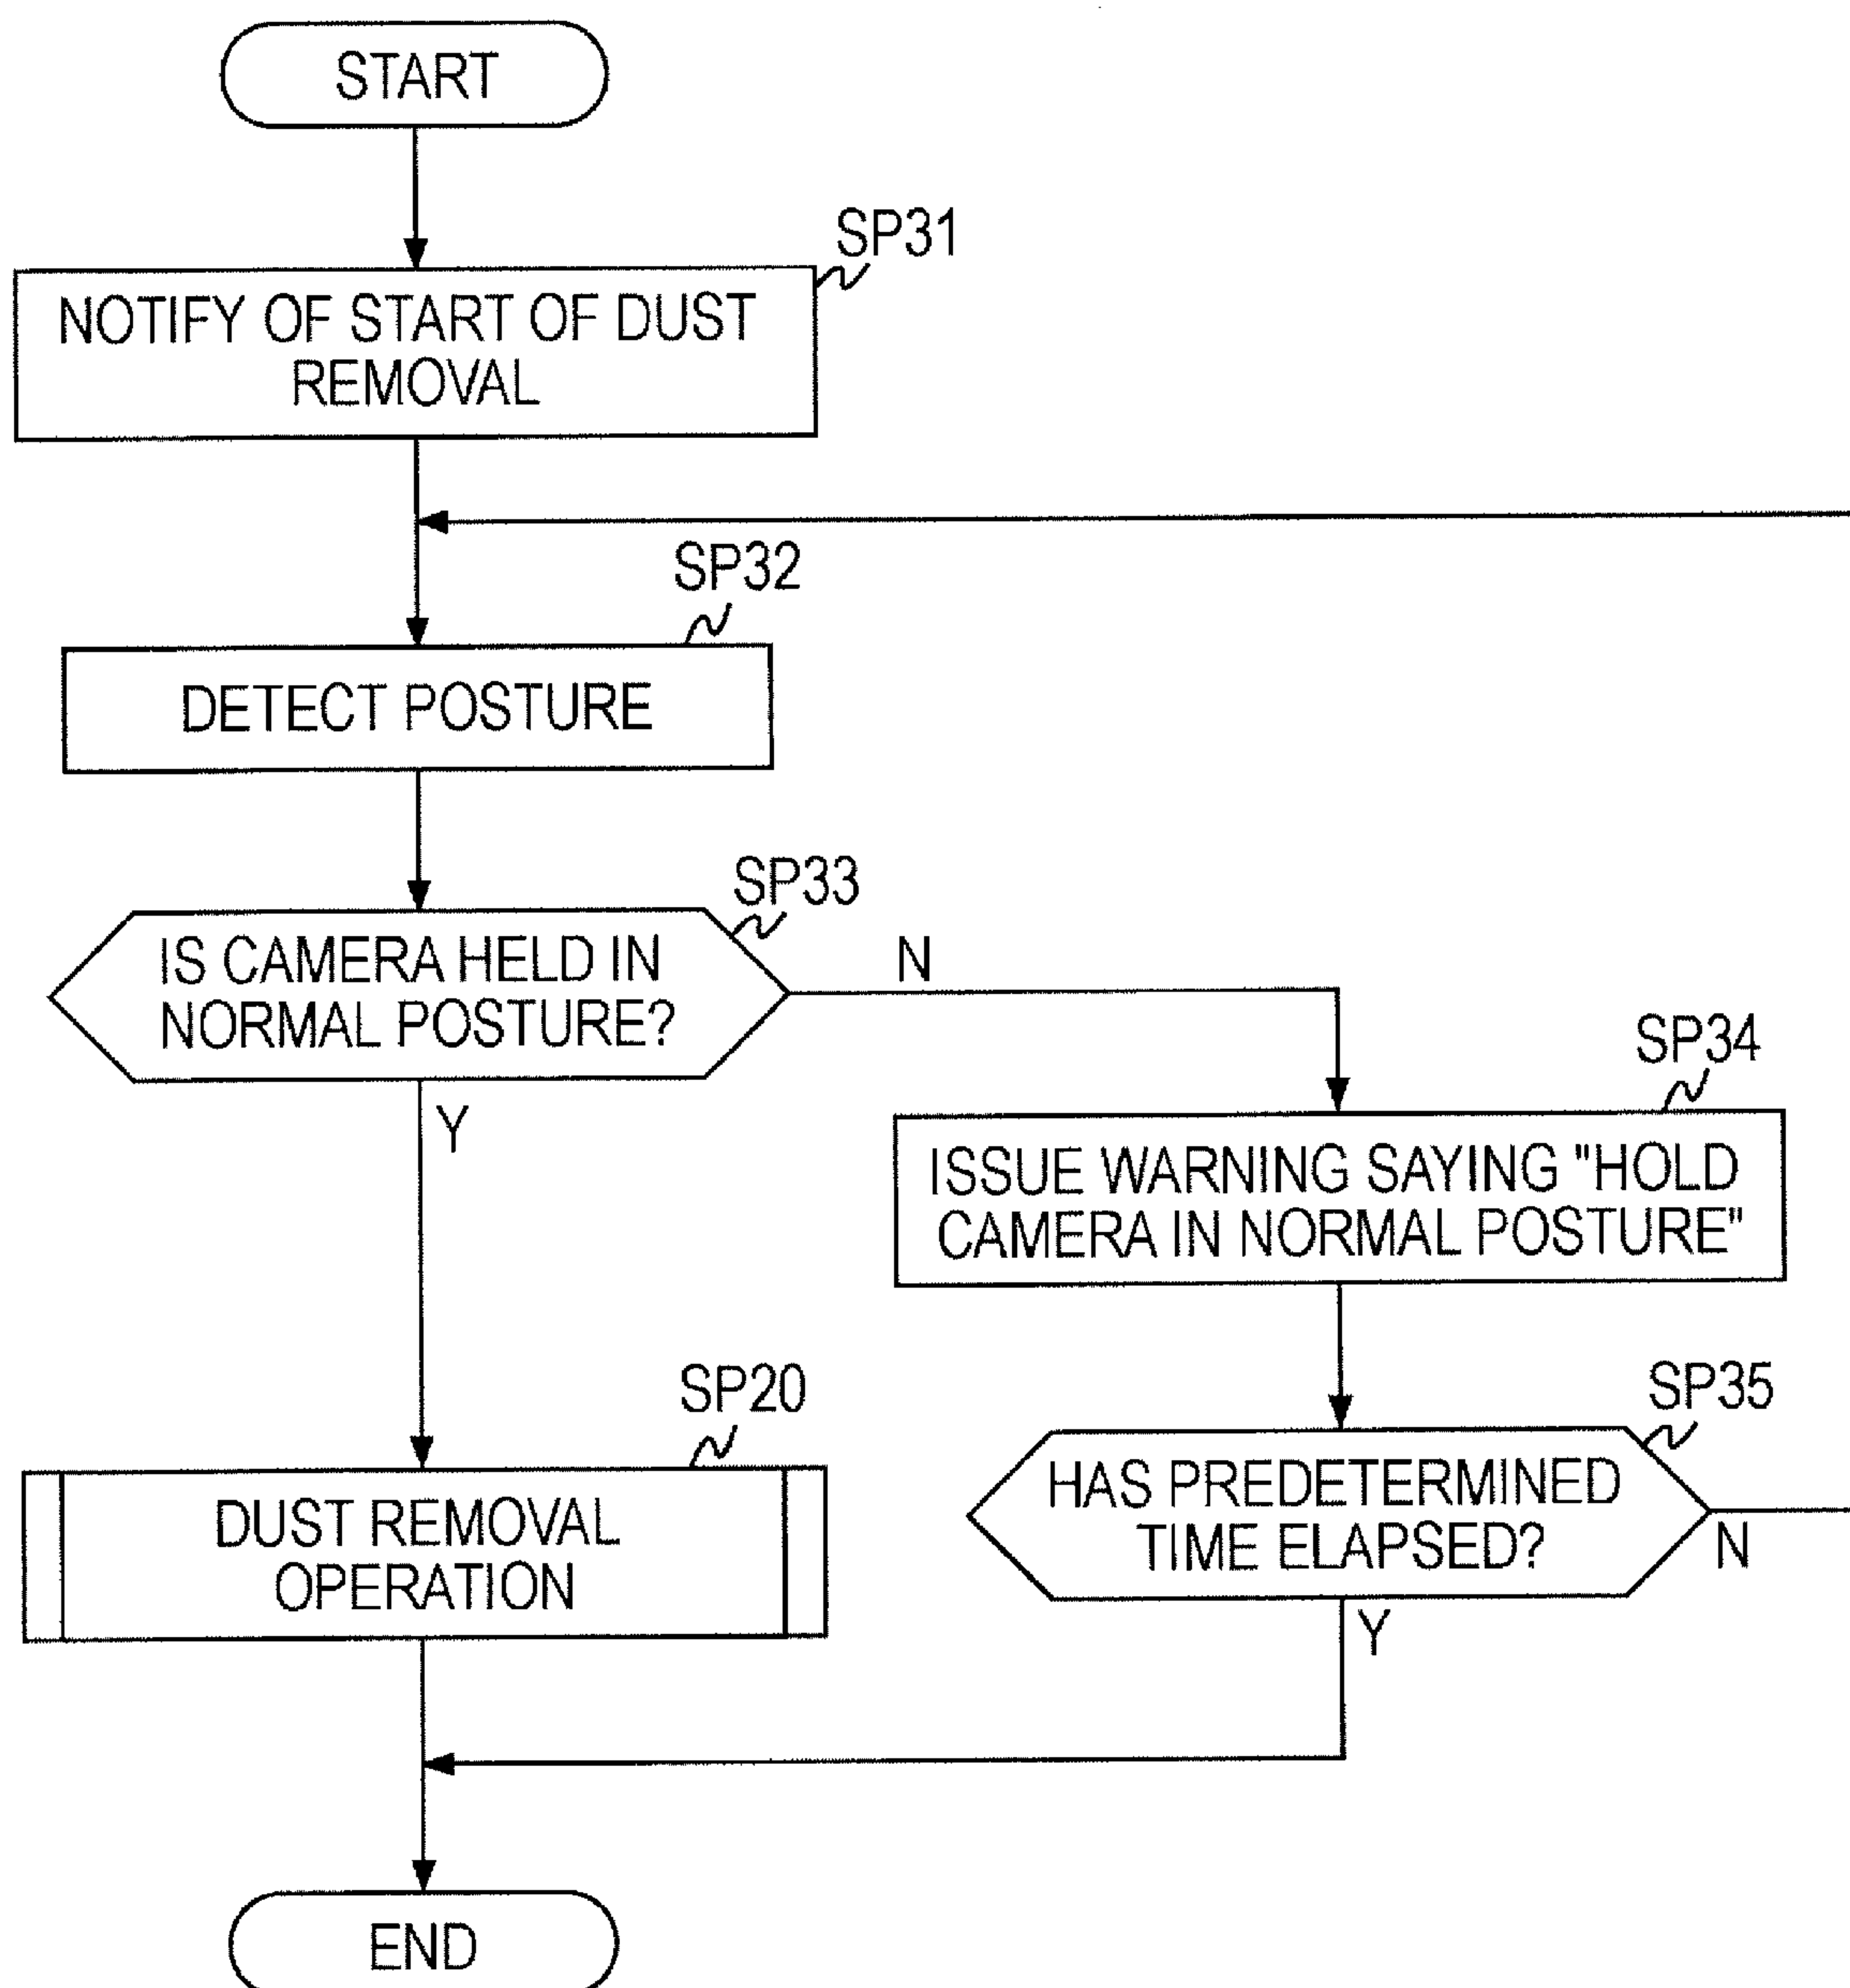 START
SP31
NOTIFY OF START OF DUST
REMOVAL
SP32
DETECT POSTURE
SP33
IS CAMERA HELD IN
NORMAL POSTURE?
N
Y
SP34
ISSUE WARNING SAYING "HOLD
CAMERA IN NORMAL POSTURE"
SP20
DUST REMOVAL
OPERATION
SP35
HAS PREDETERMINED
TIME ELAPSED?
N
Y
END